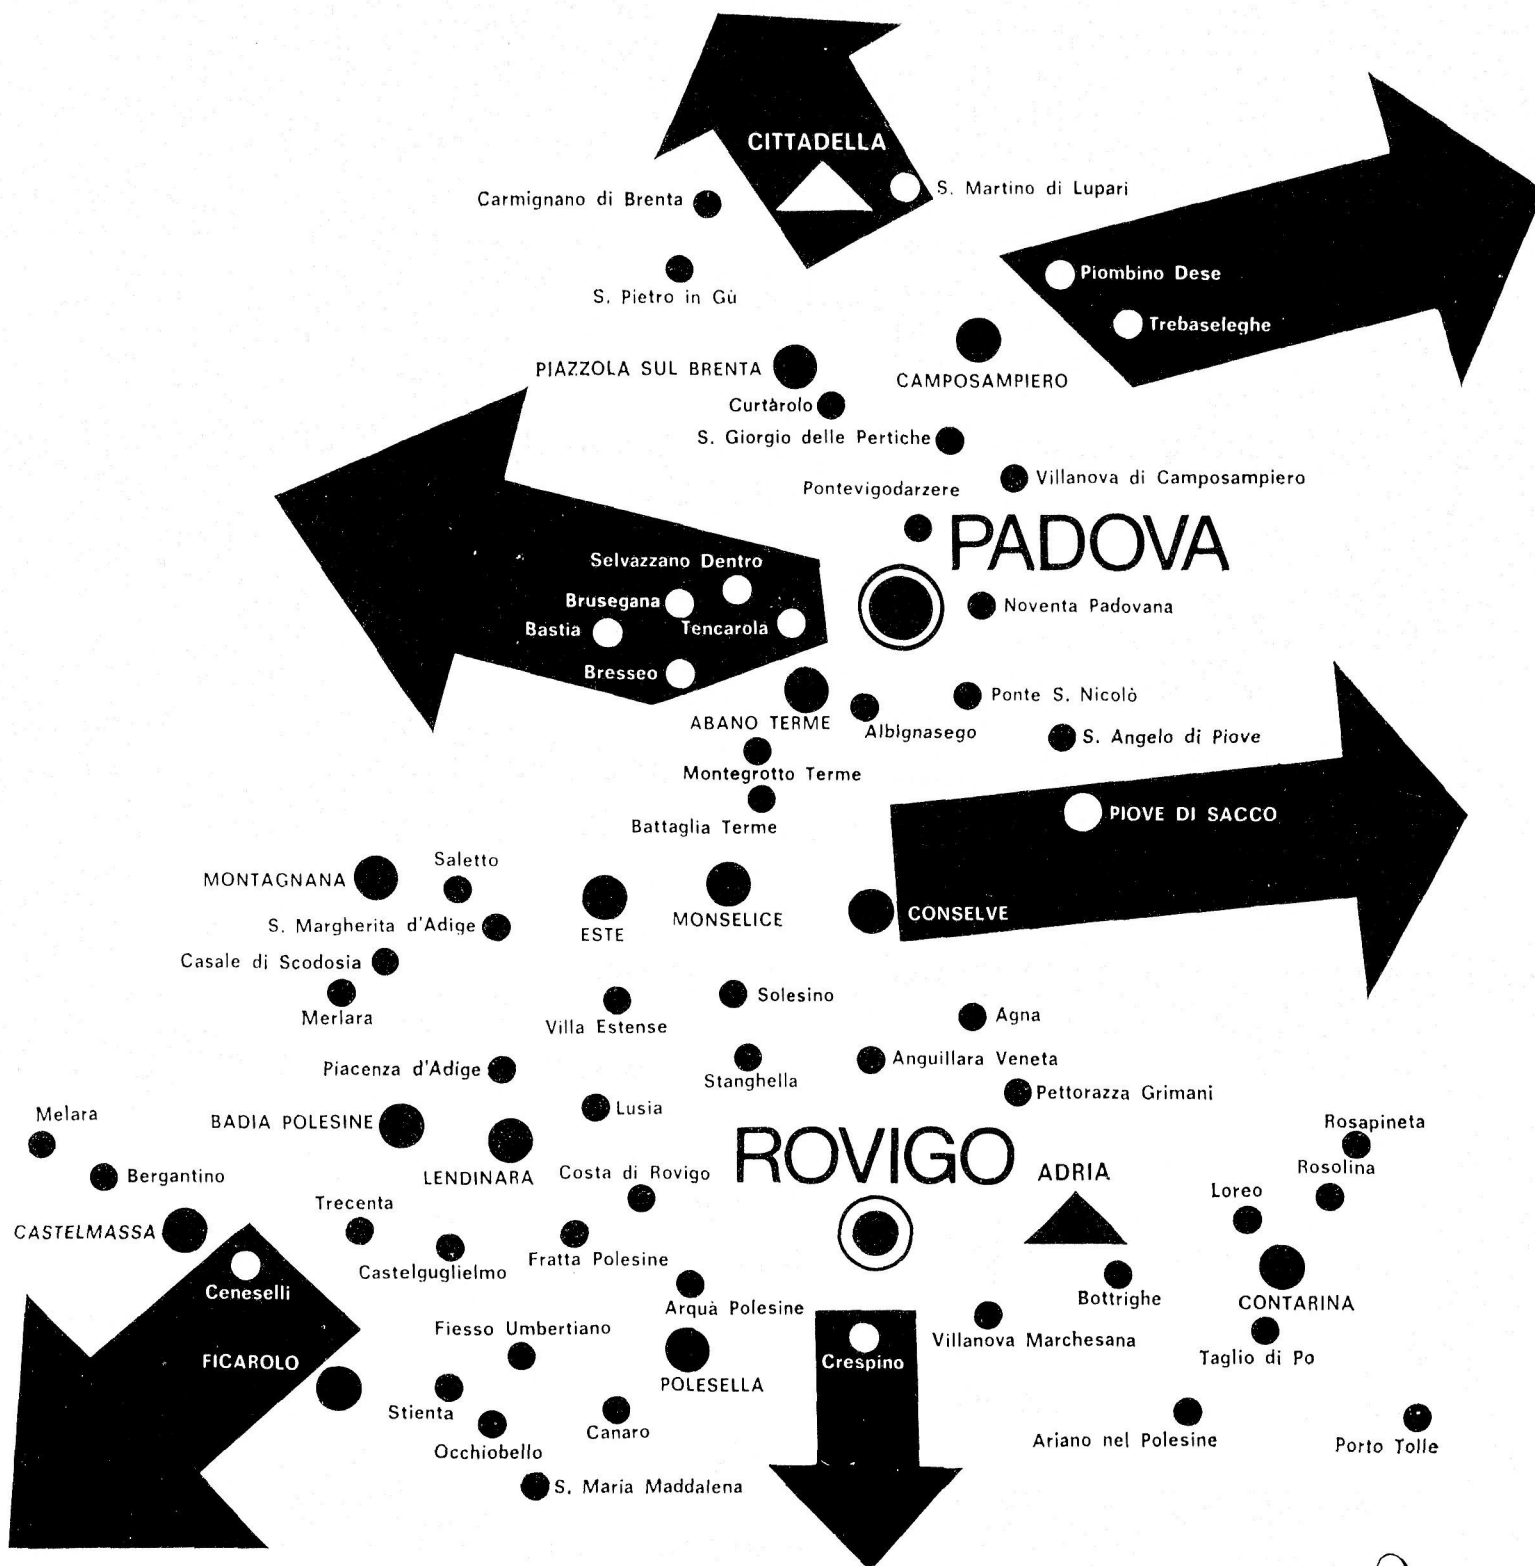 CITTADELLA
Carmignano di Brenta
S. Martino di Lupari
Piombino Dese
S. Pietro in Gù
Trebaseleghe
PIAZZOLA SUL BRENTA
CAMPOSAMPIERO
Curtarolo
S. Giorgio delle Pertiche
Villanova di Camposampiero
Pontevigodarzere
PADOVA
Selvazzano Dentro
Brusegana
Noventa Padovana
Bastia
Tencarola
Bresseo
Ponte S. Nicolò
ABANO TERME
Albignasego
S. Angelo di Piove
Montegrotto Terme
PIOVE DI SACCO
Battaglia Terme
Saletto
MONTAGNANA
CONSELVE
MONSELICE
S. Margherita d'Adige
ESTE
Casale di Scodosia
Solesino
Merlara
Agna
Villa Estense
Anguillara Veneta
Piacenza d'Adige
Stanghella
Pettorazza Grimani
Lusia
Melara
BADIA POLESINE
Rosapineta
ROVIGO
Rosolina
ADRIA
Costa di Rovigo
Bergantino
LENDINARA
Loreo
Trecenta
CASTELMASSA
Fratta Polesine
Castelguglielmo
Ceneselli
Bottrighe
CONTARINA
Arquà Polesine
Fiesso Umbertiano
Villanova Marchesana
Taglio di Po
FICAROLO
Crespino
POLESELLA
Stienta
Canaro
Ariano nel Polesine
Porto Tolle
Occhiobello
S. Maria Maddalena